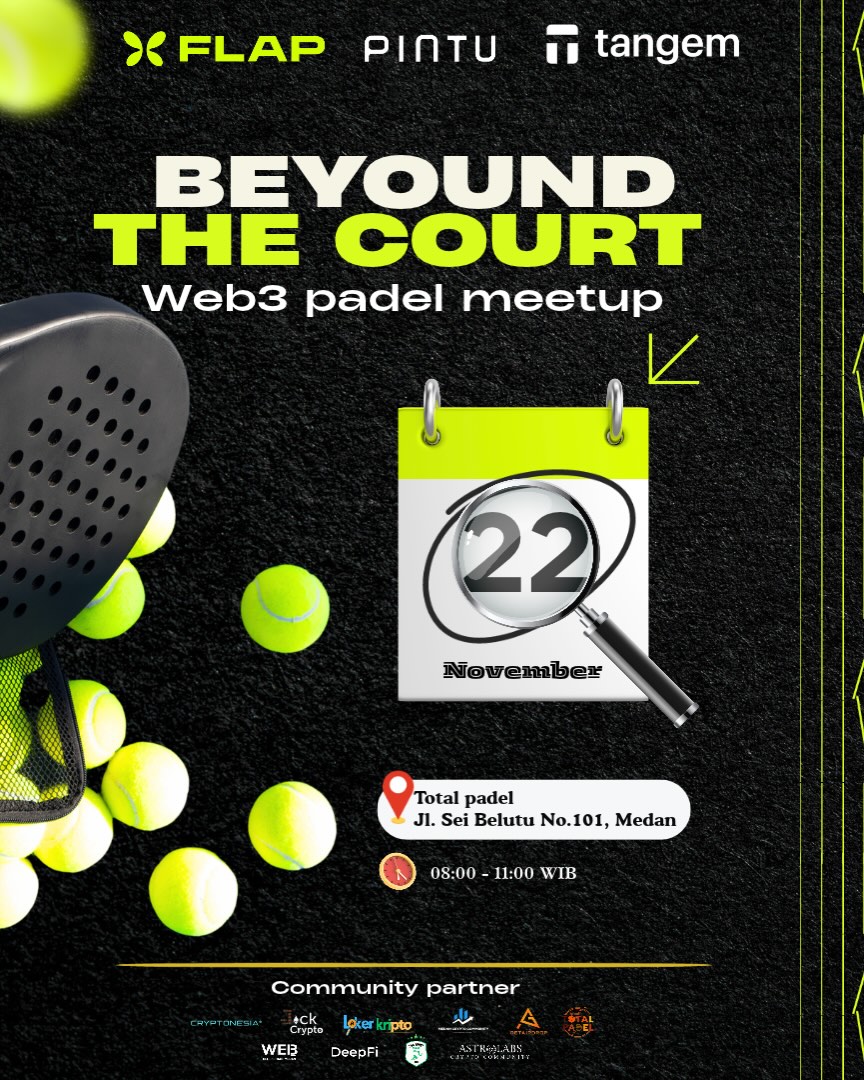 FLAP PINTU tangem
BEYOUND
THE COURT
Web3 padel meetup
22
November
Total padel
Jl. Sei Belutu No.101, Medan
08:00 - 11:00 WIB
Community partner
CRYPTONESIA
ck Crypto
loker kripto
WEB
DeepFi